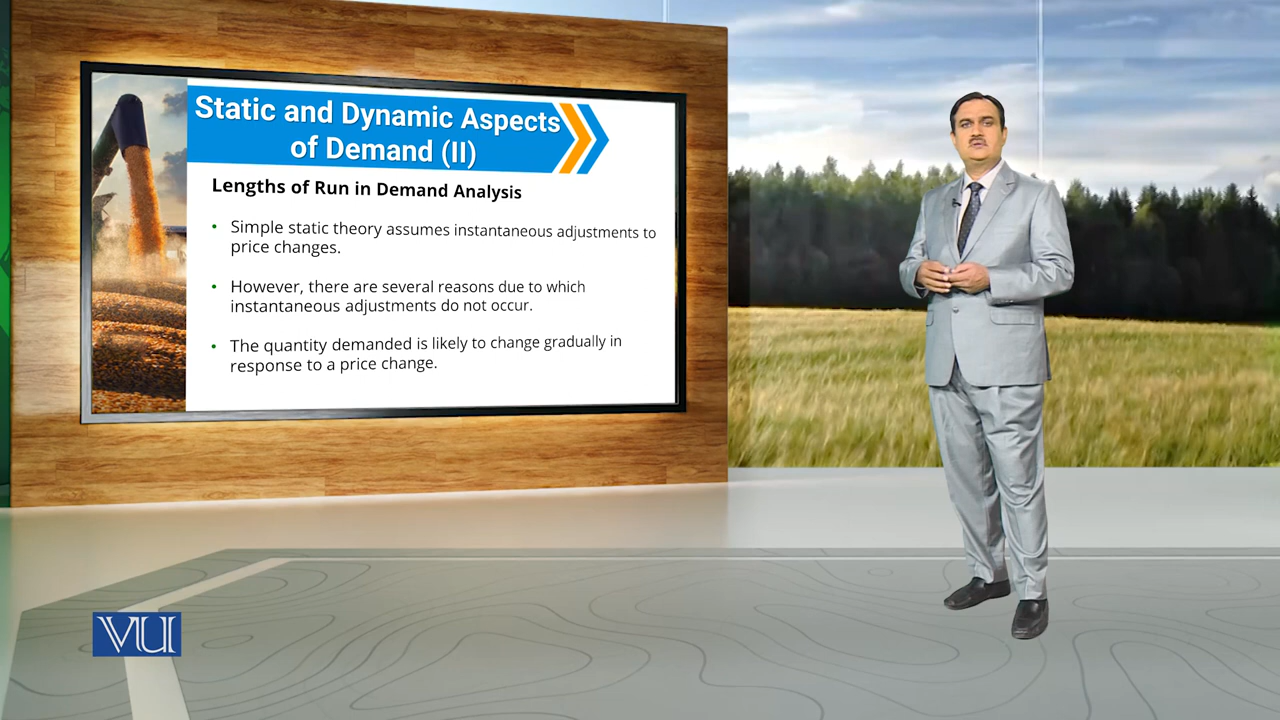 Static and Dynamic Aspects
of Demand (II)
Lengths of Run in Demand Analysis
• Simple static theory assumes instantaneous adjustments to
price changes.
• However, there are several reasons due to which
instantaneous adjustments do not occur.
• The quantity demanded is likely to change gradually in
response to a price change.
VU